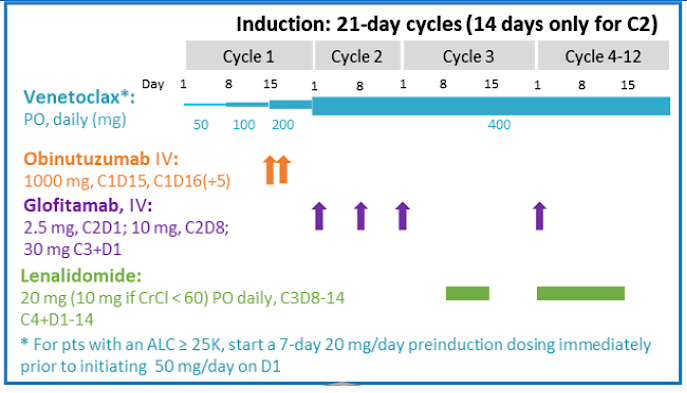 Induction: 21-day cycles (14 days only for C2)
Cycle 1 Cycle 2 Cycle 3 Cycle 4-12
Day 1 8 15 1 8 1 8 15 1 8 15
Venetoclax*:
PO, daily (mg)
50 100 200 400
Obinutuzumab IV:
1000 mg, C1D15, C1D16(+5)
Glofitamab, IV:
2.5 mg, C2D1; 10 mg, C2D8;
30 mg C3+D1
Lenalidomide:
20 mg (10 mg if CrCl < 60) PO daily, C3D8-14
C4+D1-14
* For pts with an ALC ≥ 25K, start a 7-day 20 mg/day preinduction dosing immediately
prior to initiating 50 mg/day on D1